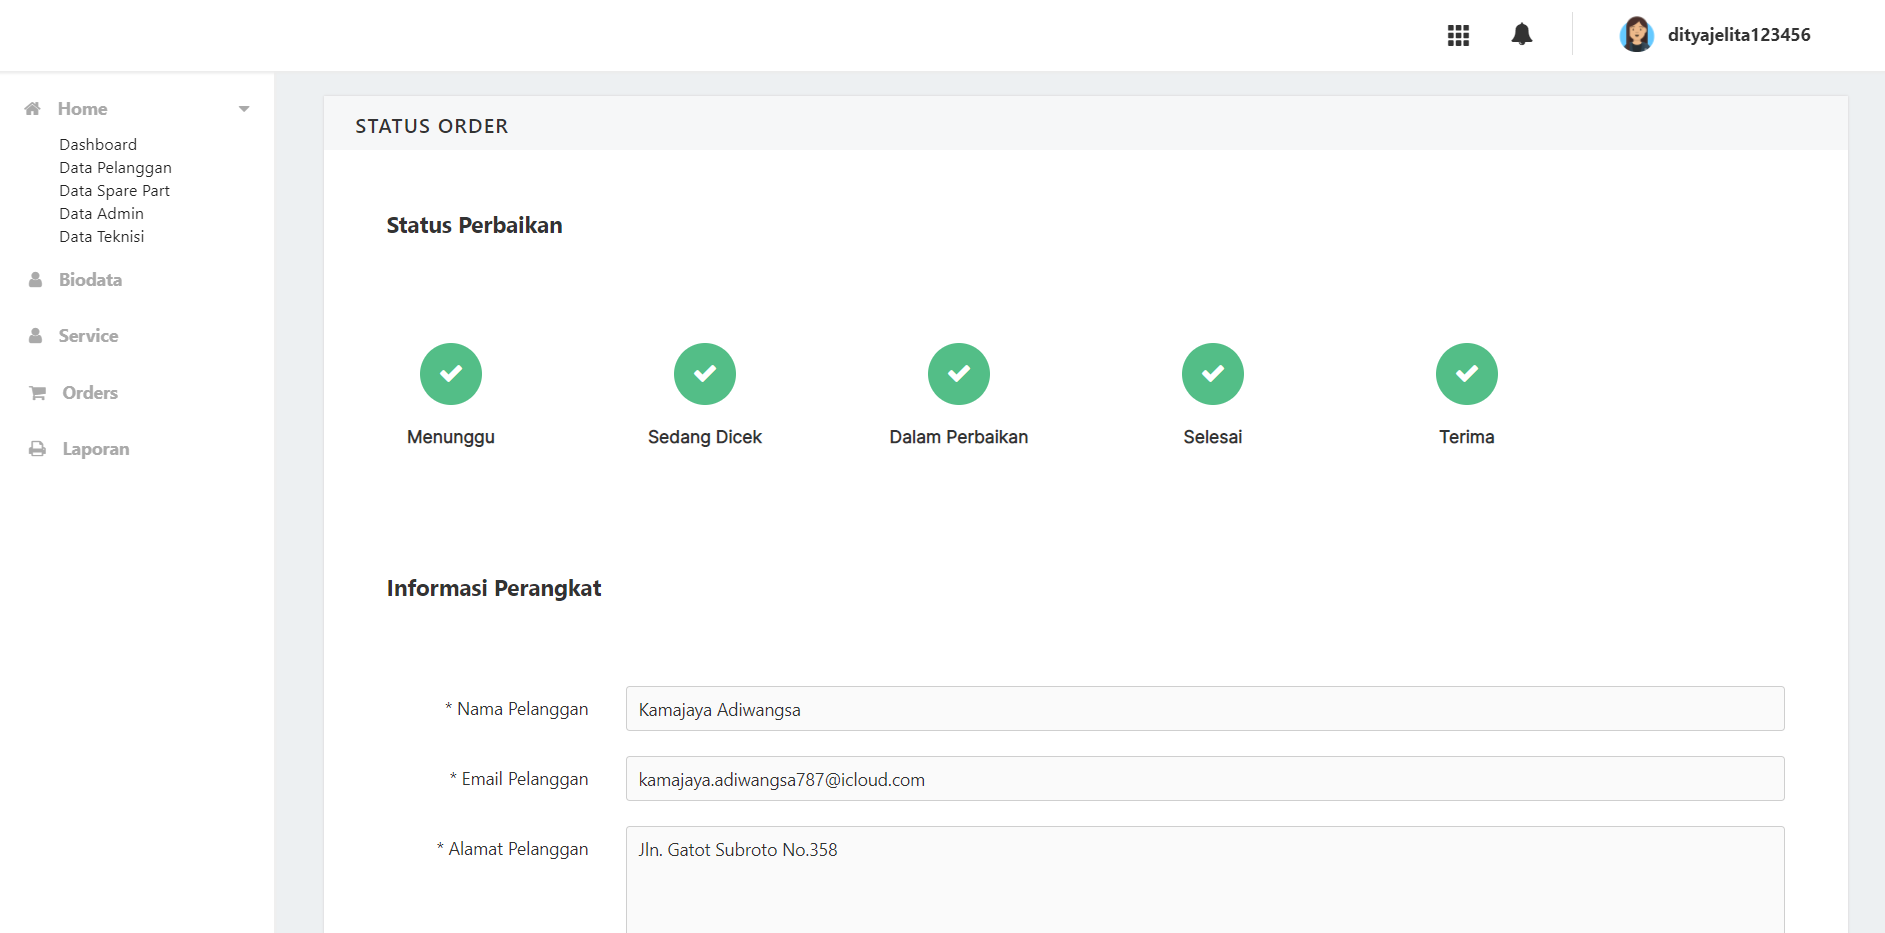 dityajelita123456
Home
Dashboard
Data Pelanggan
Data Spare Part
Data Admin
Data Teknisi
Biodata
Service
Orders
Laporan
STATUS ORDER
Status Perbaikan
Menunggu
Sedang Dicek
Dalam Perbaikan
Selesai
Terima
Informasi Perangkat
* Nama Pelanggan
Kamajaya Adiwangsa
* Email Pelanggan
kamajaya.adiwangsa787@icloud.com
* Alamat Pelanggan
Jln. Gatot Subroto No.358